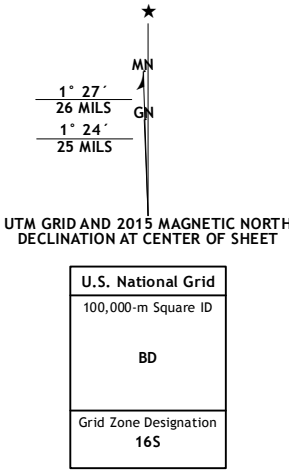 MN
1° 27´
26 MILS
GN
1° 24´
25 MILS
UTM GRID AND 2015 MAGNETIC NORTH
DECLINATION AT CENTER OF SHEET
U.S. National Grid
100,000-m Square ID
BD
Grid Zone Designation
16S